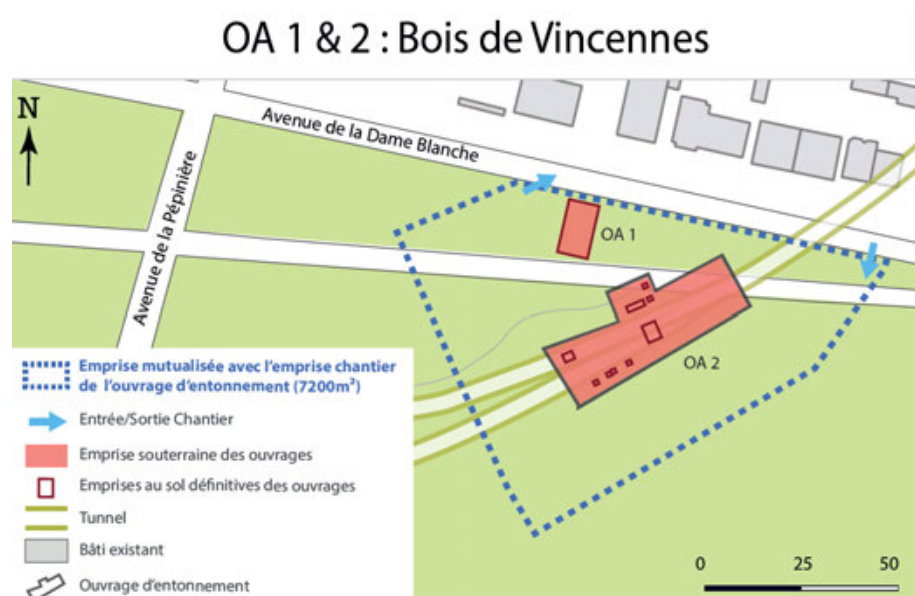 OA 1 & 2 : Bois de Vincennes
N
Avenue de la Dame Blanche
Avenue de la Pépinière
OA 1
OA 2
Emprise mutualisée avec l'emprise chantier
de l'ouvrage d'entonnement (7200m²)
Entrée/Sortie Chantier
Emprise souterraine des ouvrages
Emprises au sol définitives des ouvrages
Tunnel
Bâti existant
Ouvrage d'entonnement
0 25 50